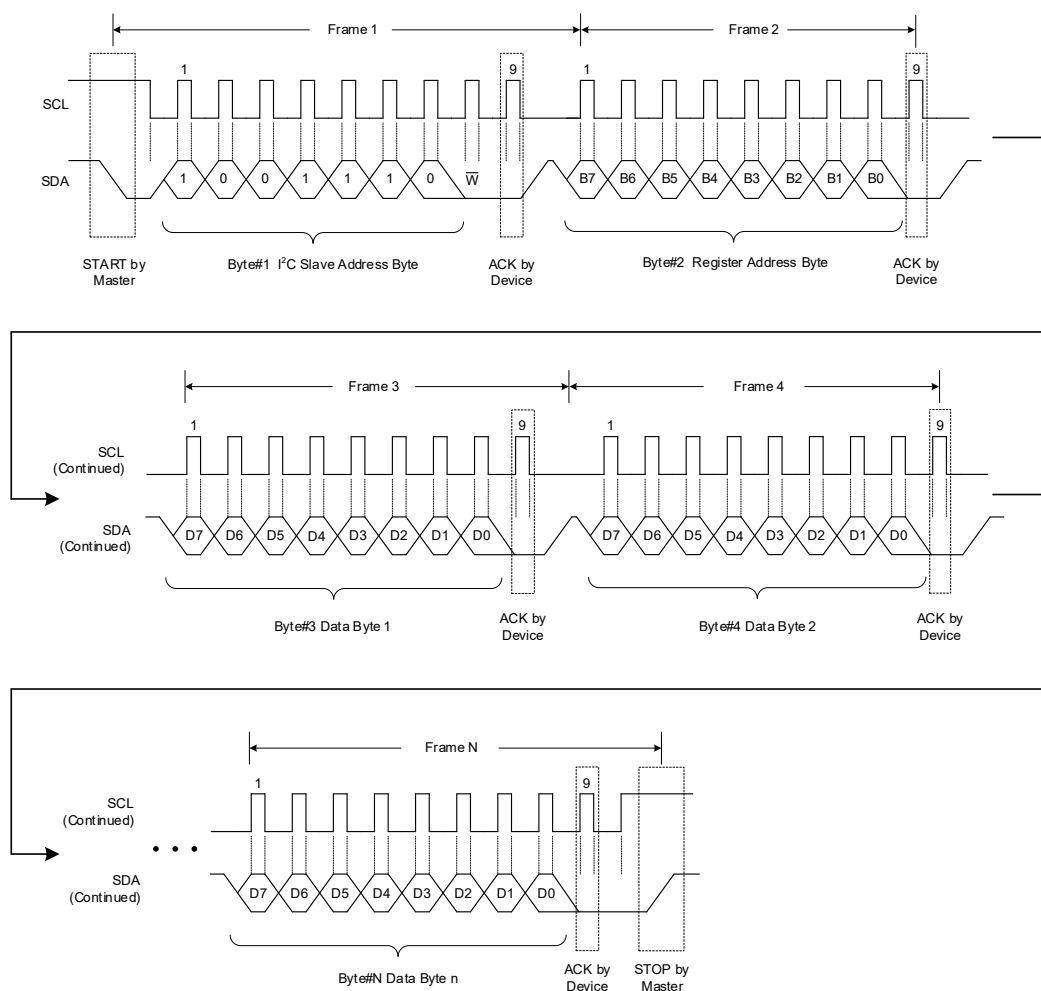 Frame 1
Frame 2
1
9
1
9
SCL
SDA
1 0 0 1 1 1 0 W̅
B7 B6 B5 B4 B3 B2 B1 B0
START by
Master
Byte#1 I²C Slave Address Byte
ACK by
Device
Byte#2 Register Address Byte
ACK by
Device
Frame 3
Frame 4
1
9
1
9
SCL
(Continued)
SDA
(Continued)
D7 D6 D5 D4 D3 D2 D1 D0
D7 D6 D5 D4 D3 D2 D1 D0
Byte#3 Data Byte 1
ACK by
Device
Byte#4 Data Byte 2
ACK by
Device
Frame N
1
9
SCL
(Continued)
• • •
SDA
(Continued)
D7 D6 D5 D4 D3 D2 D1 D0
Byte#N Data Byte n
ACK by
Device
STOP by
Master